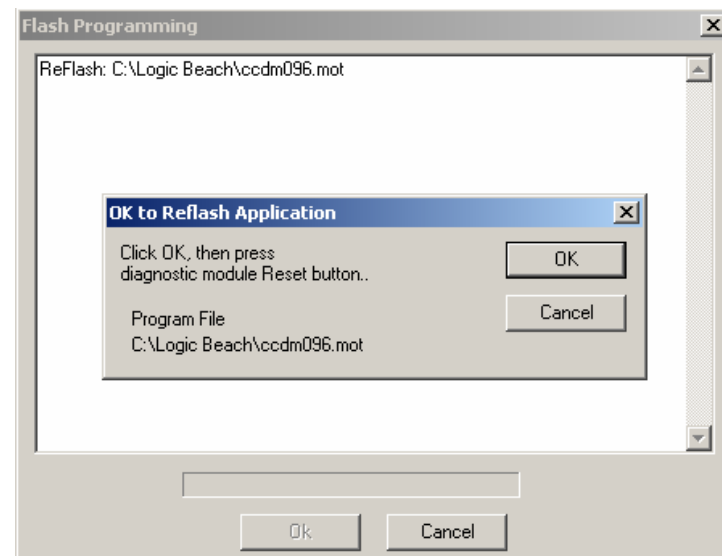 Flash Programming
ReFlash: C:\Logic Beach\ccdm096.mot
OK to Reflash Application
Click OK, then press
diagnostic module Reset button..
OK
Program File
C:\Logic Beach\ccdm096.mot
Cancel
Ok
Cancel